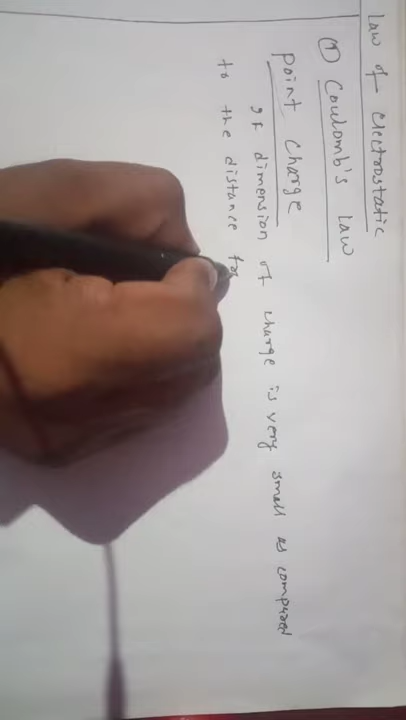 Law of Electrostatic
① Coulomb's Law
Point Charge
If dimension of charge is very small as compared
to the distance fo